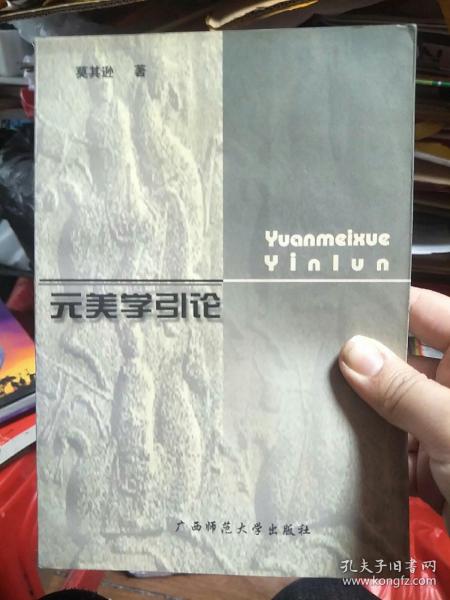 莫其逊 著
Yuanmeixue
Yinlun
元美学引论
广西师范大学出版社
孔夫子旧书网
www.kongfz.com